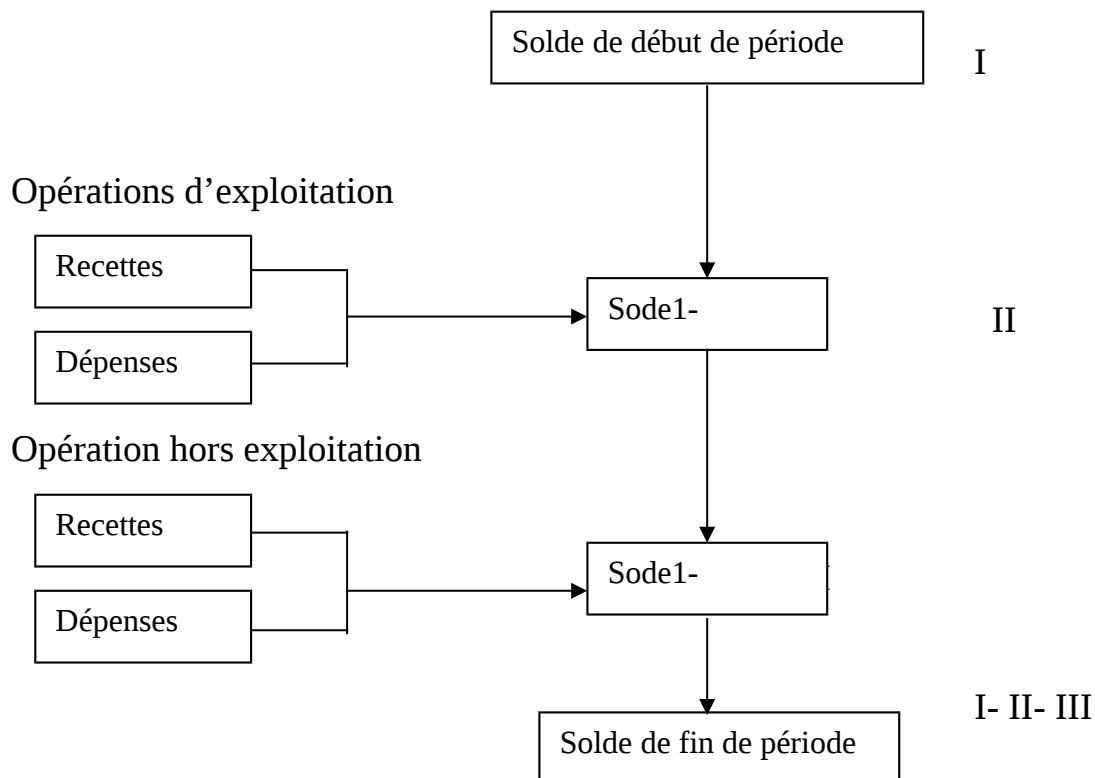 Solde de début de période
I
Opérations d’exploitation
Recettes
Sode1-
II
Dépenses
Opération hors exploitation
Recettes
Sode1-
Dépenses
I- II- III
Solde de fin de période